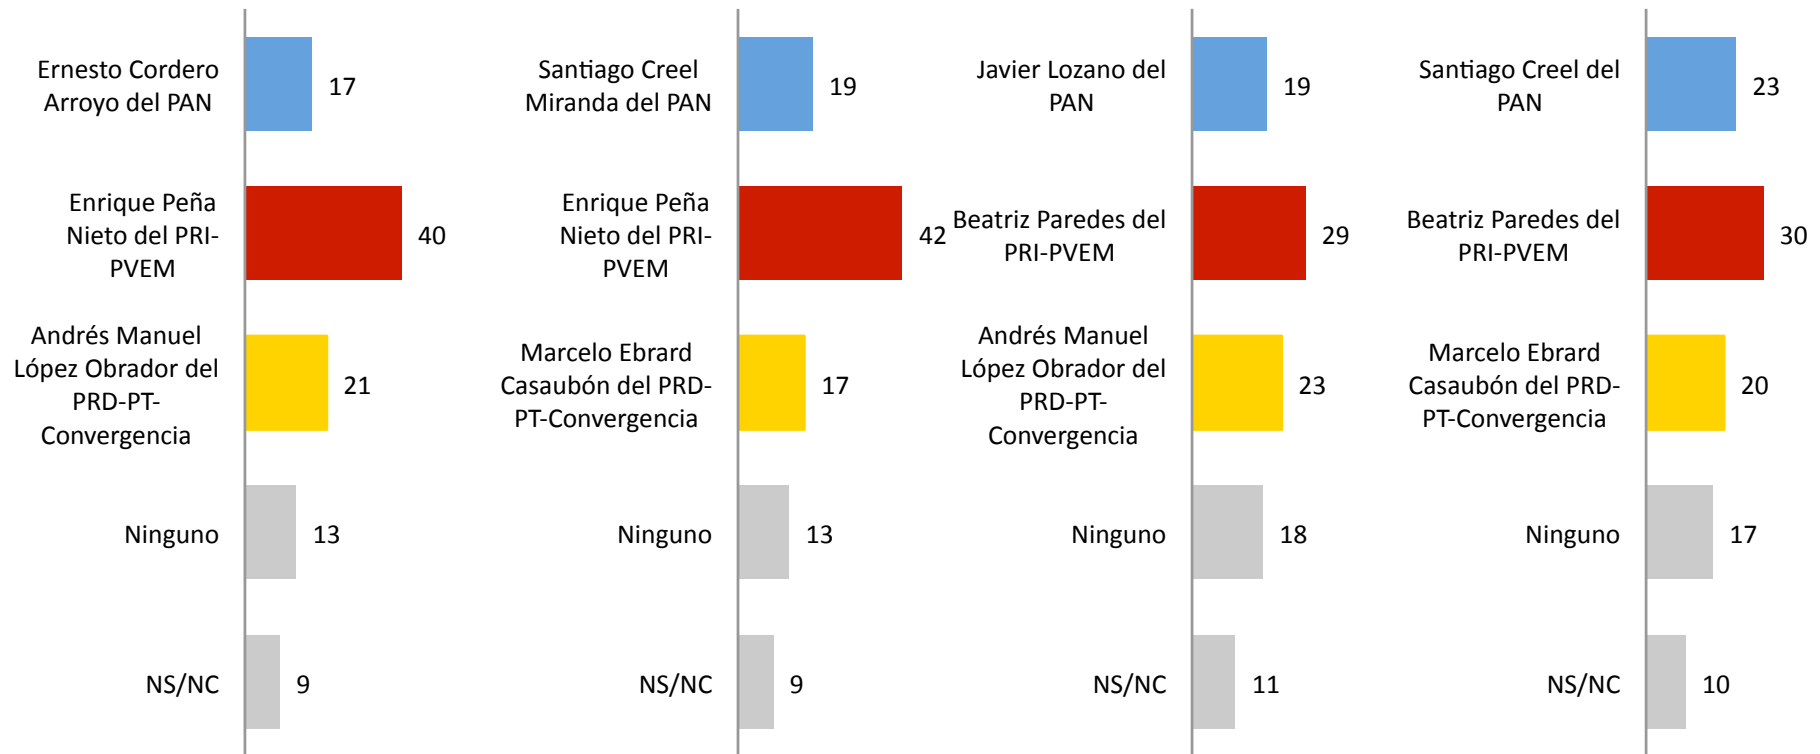 Ernesto Cordero
Arroyo del PAN
17
Enrique Peña
Nieto del PRI-
PVEM
40
Andrés Manuel
López Obrador del
PRD-PT-
Convergencia
21
Ninguno
13
NS/NC
9
Santiago Creel
Miranda del PAN
19
Enrique Peña
Nieto del PRI-
PVEM
42
Marcelo Ebrard
Casaubón del PRD-
PT-Convergencia
17
Ninguno
13
NS/NC
9
Javier Lozano del
PAN
19
Beatriz Paredes del
PRI-PVEM
29
Andrés Manuel
López Obrador del
PRD-PT-
Convergencia
23
Ninguno
18
NS/NC
11
Santiago Creel del
PAN
23
Beatriz Paredes del
PRI-PVEM
30
Marcelo Ebrard
Casaubón del PRD-
PT-Convergencia
20
Ninguno
17
NS/NC
10